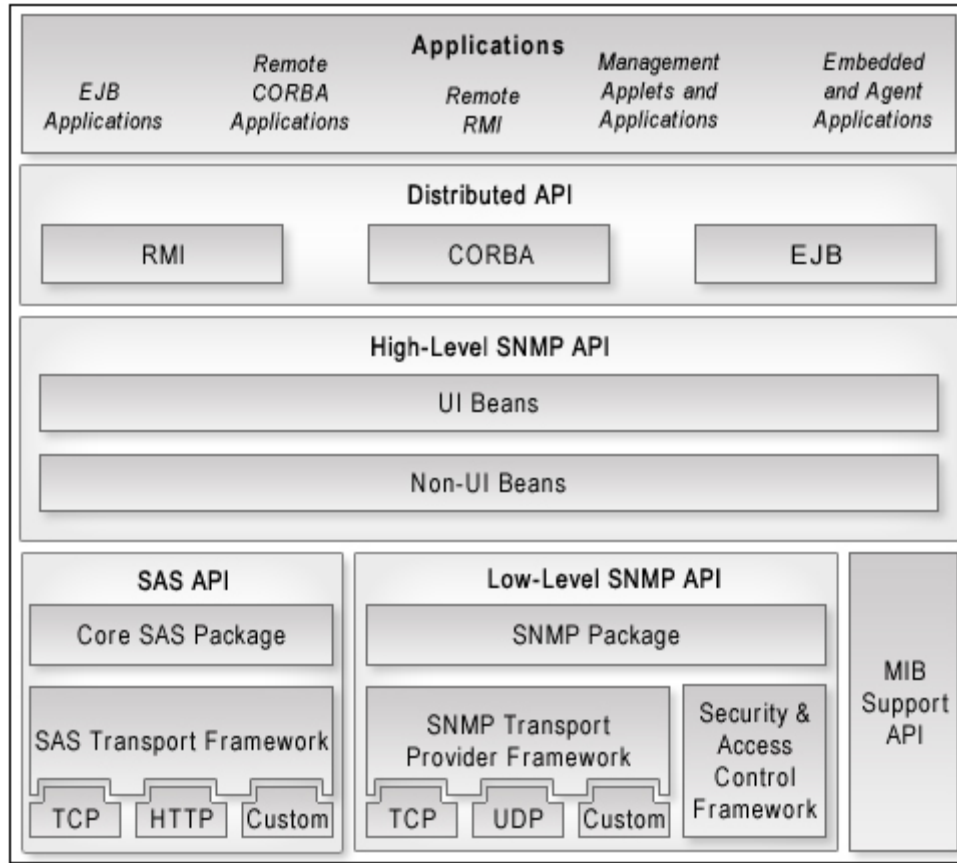 Applications
EJB
Applications
Remote
CORBA
Applications
Remote
RMI
Management
Applets and
Applications
Embedded
and Agent
Applications
Distributed API
RMI
CORBA
EJB
High-Level SNMP API
UI Beans
Non-UI Beans
SAS API
Core SAS Package
SAS Transport Framework
TCP
HTTP
Custom
Low-Level SNMP API
SNMP Package
SNMP Transport
Provider Framework
TCP
UDP
Custom
Security &
Access
Control
Framework
MIB
Support
API